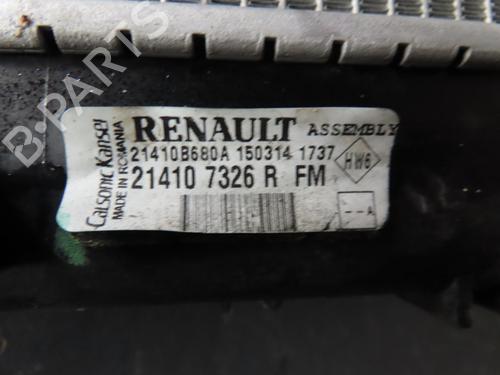 RENAULT ASSEMBLY
21410B680A 150314 1737
21410 7326 R FM
HW6
--A
Calsonic Kansei
MADE IN ROMANIA
B-PARTS